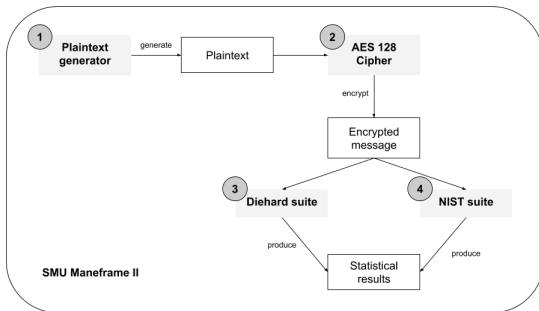 1
Plaintext
generator
generate
Plaintext
2
AES 128
Cipher
encrypt
Encrypted
message
3
Diehard suite
4
NIST suite
produce
produce
Statistical
results
SMU Maneframe II